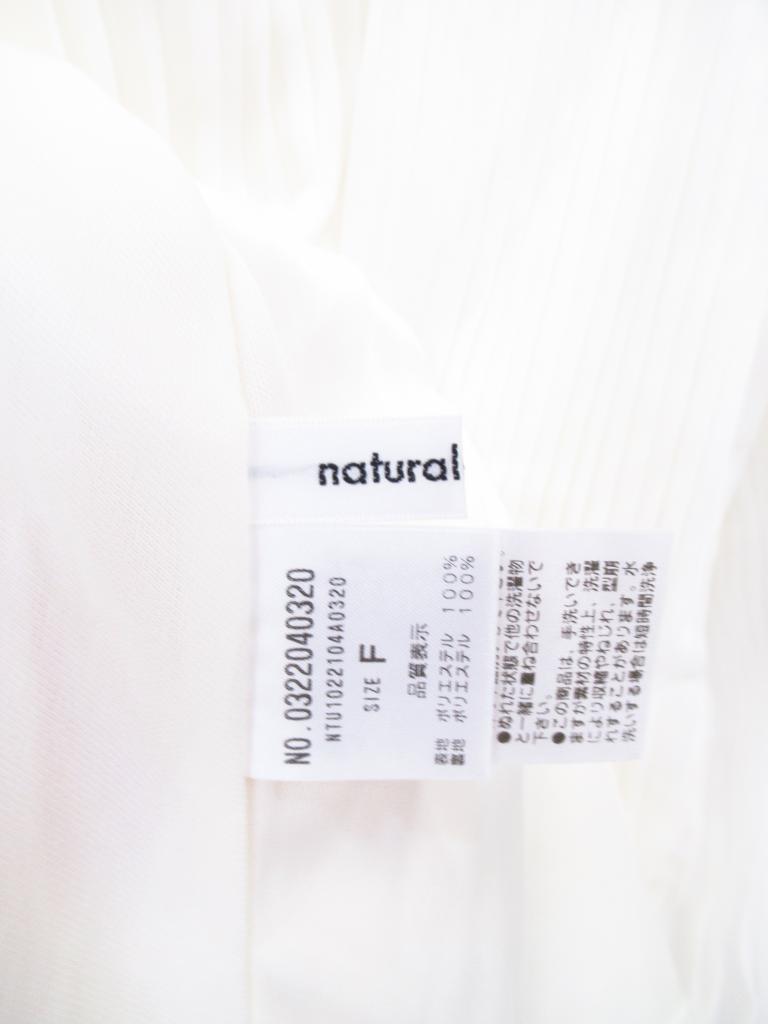 natural
NO. 0322040320
NTU1022104A0320
SIZE F
品質表示
表地 ポリエステル 100%
裏地 ポリエステル 100%
●ぬれた状態で他の洗濯物
と一緒に重ね合わせないで
下さい。
●この商品は、手洗いでき
ますが素材の特性上、洗濯
により収縮やねじれ、型崩
れすることがあります。水
洗いする場合は短時間洗浄